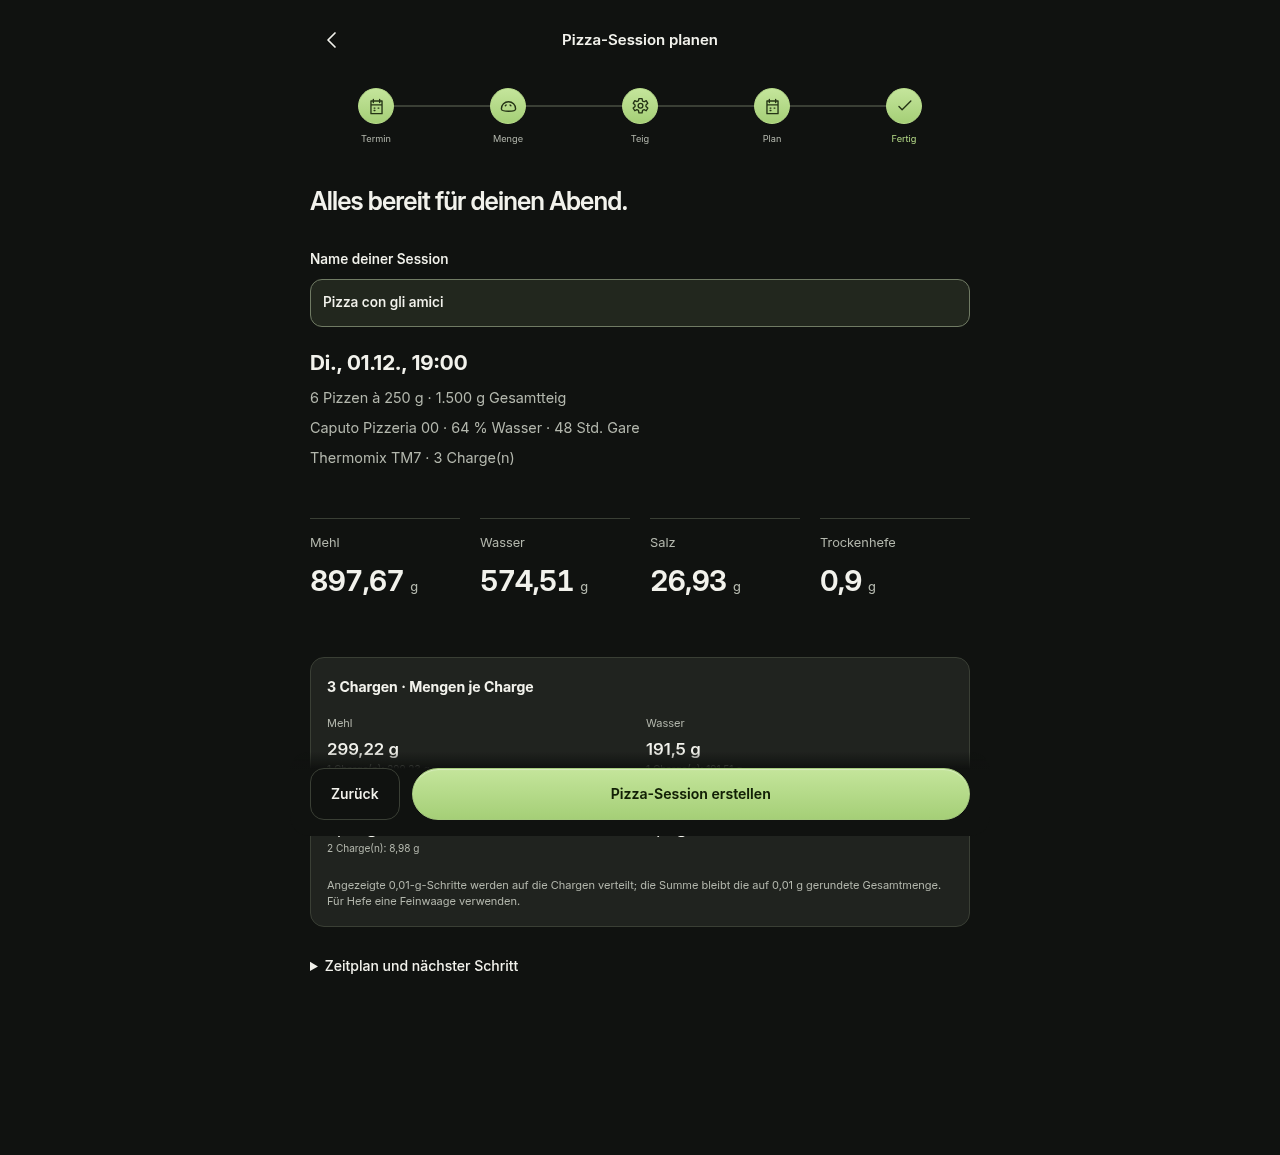 Pizza-Session planen
Termin
Menge
Teig
Plan
Fertig
Alles bereit für deinen Abend.
Name deiner Session
Pizza con gli amici
Di., 01.12., 19:00
6 Pizzen à 250 g · 1.500 g Gesamtteig
Caputo Pizzeria 00 · 64 % Wasser · 48 Std. Gare
Thermomix TM7 · 3 Charge(n)
Mehl Wasser Salz Trockenhefe
897,67 g 574,51 g 26,93 g 0,9 g
3 Chargen · Mengen je Charge
Mehl Wasser
299,22 g 191,5 g
Zurück
Pizza-Session erstellen
2 Charge(n): 8,98 g
Angezeigte 0,01-g-Schritte werden auf die Chargen verteilt; die Summe bleibt die auf 0,01 g gerundete Gesamtmenge.
Für Hefe eine Feinwaage verwenden.
Zeitplan und nächster Schritt